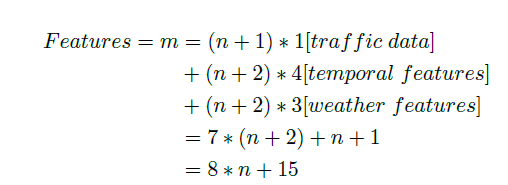 Features = m = (n + 1) * 1[traffic data]
+ (n + 2) * 4[temporal features]
+ (n + 2) * 3[weather features]
= 7 * (n + 2) + n + 1
= 8 * n + 15